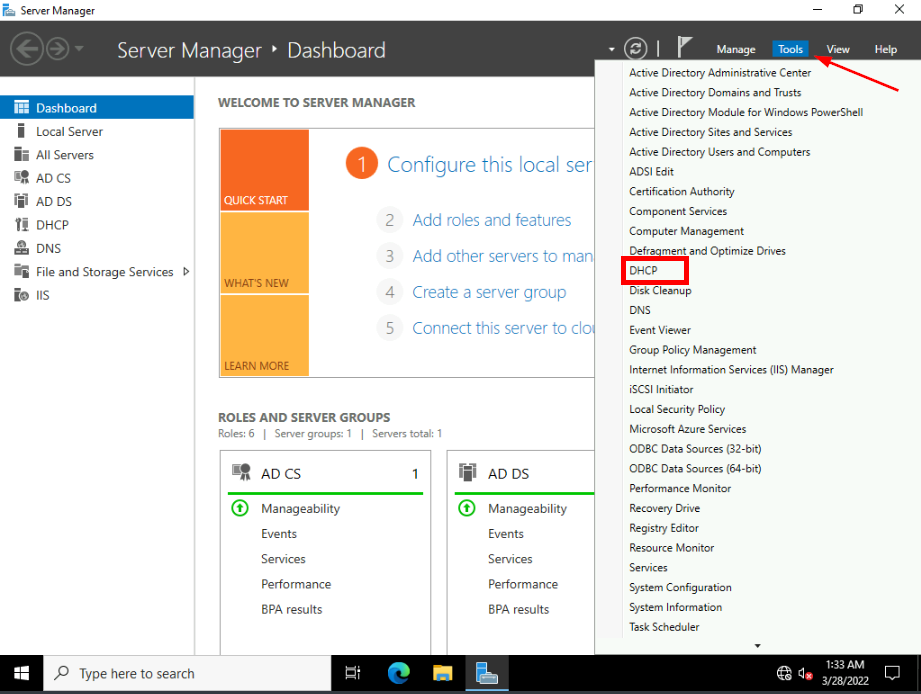 Server Manager
Server Manager • Dashboard
Manage Tools View Help
Dashboard
Local Server
All Servers
AD CS
AD DS
DHCP
DNS
File and Storage Services
IIS
WELCOME TO SERVER MANAGER
QUICK START
WHAT'S NEW
LEARN MORE
1 Configure this local ser
2 Add roles and features
3 Add other servers to man
4 Create a server group
5 Connect this server to clou
ROLES AND SERVER GROUPS
Roles: 6 | Server groups: 1 | Servers total: 1
AD CS 1
Manageability
Events
Services
Performance
BPA results
AD DS
Manageability
Events
Services
Performance
BPA results
Active Directory Administrative Center
Active Directory Domains and Trusts
Active Directory Module for Windows PowerShell
Active Directory Sites and Services
Active Directory Users and Computers
ADSI Edit
Certification Authority
Component Services
Computer Management
Defragment and Optimize Drives
DHCP
Disk Cleanup
DNS
Event Viewer
Group Policy Management
Internet Information Services (IIS) Manager
iSCSI Initiator
Local Security Policy
Microsoft Azure Services
ODBC Data Sources (32-bit)
ODBC Data Sources (64-bit)
Performance Monitor
Recovery Drive
Registry Editor
Resource Monitor
Services
System Configuration
System Information
Task Scheduler
Type here to search
1:33 AM
3/28/2022